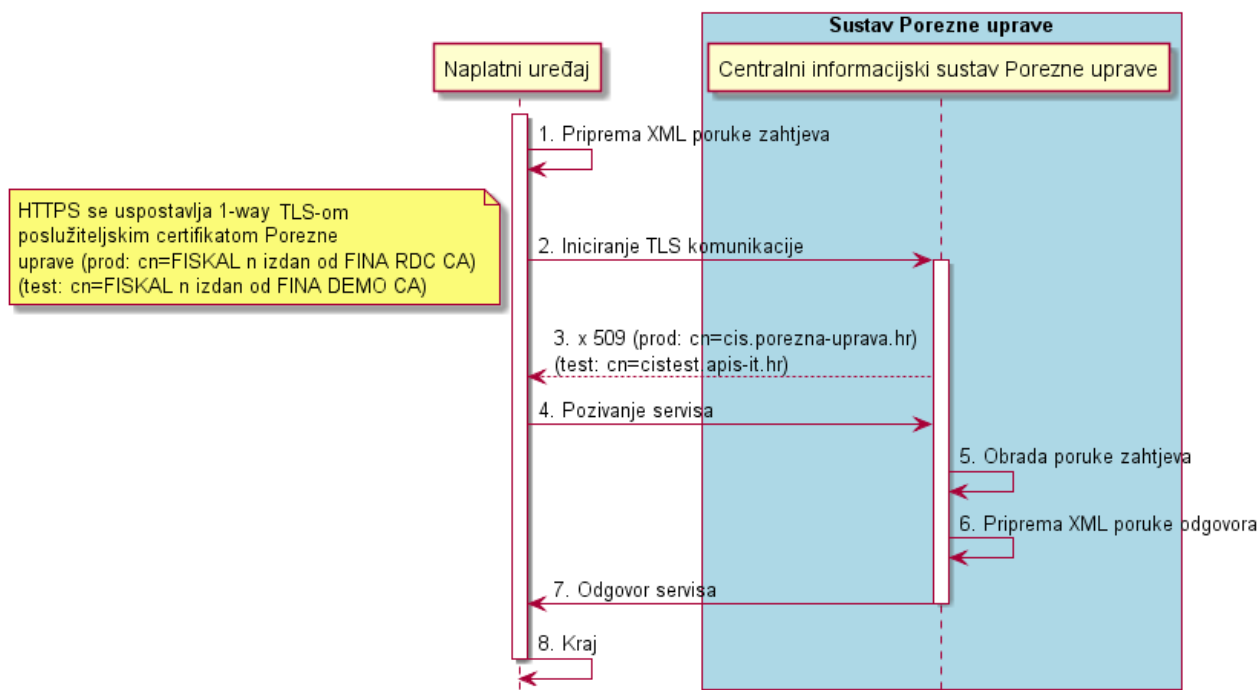 Sustav Porezne uprave
Naplatni uređaj
Centralni informacijski sustav Porezne uprave
1. Priprema XML poruke zahtjeva
HTTPS se uspostavlja 1-way TLS-om
poslužiteljskim certifikatom Porezne
uprave (prod: cn=FISKAL n izdan od FINA RDC CA)
(test: cn=FISKAL n izdan od FINA DEMO CA)
2. Iniciranje TLS komunikacije
3. x 509 (prod: cn=cis.porezna-uprava.hr)
(test: cn=cistest.apis-it.hr)
4. Pozivanje servisa
5. Obrada poruke zahtjeva
6. Priprema XML poruke odgovora
7. Odgovor servisa
8. Kraj